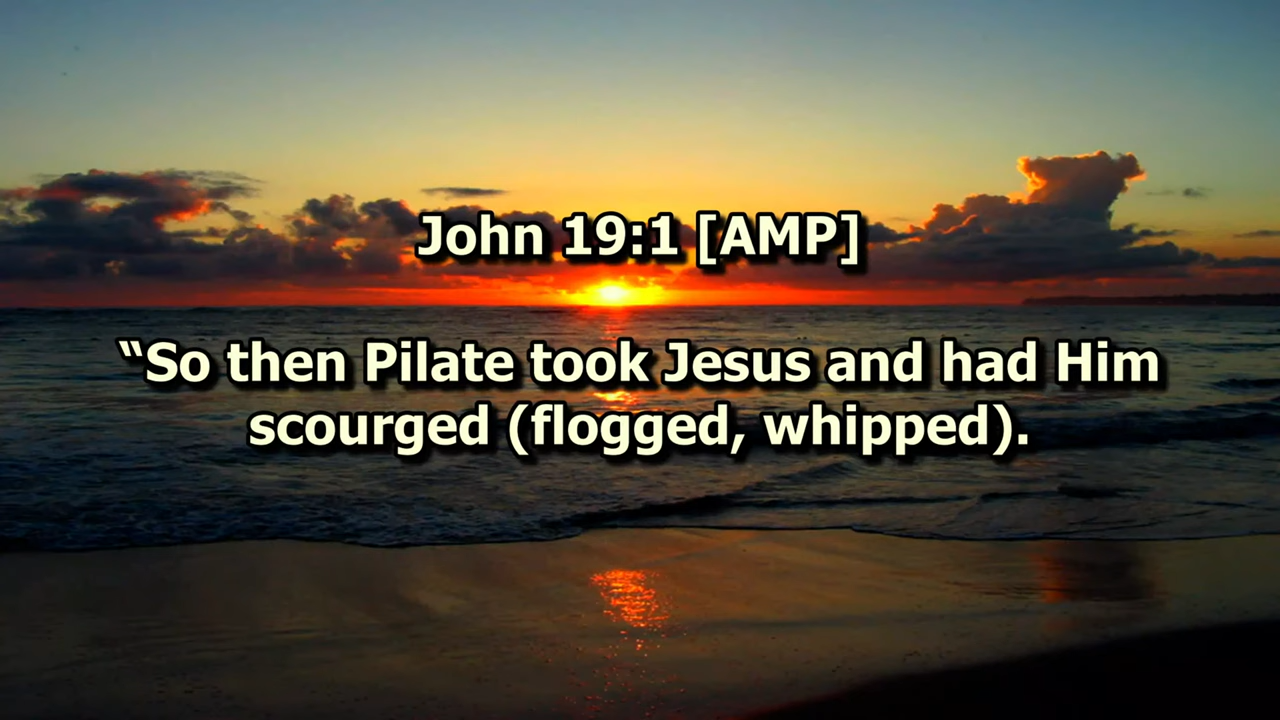 John 19:1 [AMP]
“So then Pilate took Jesus and had Him
scourged (flogged, whipped).